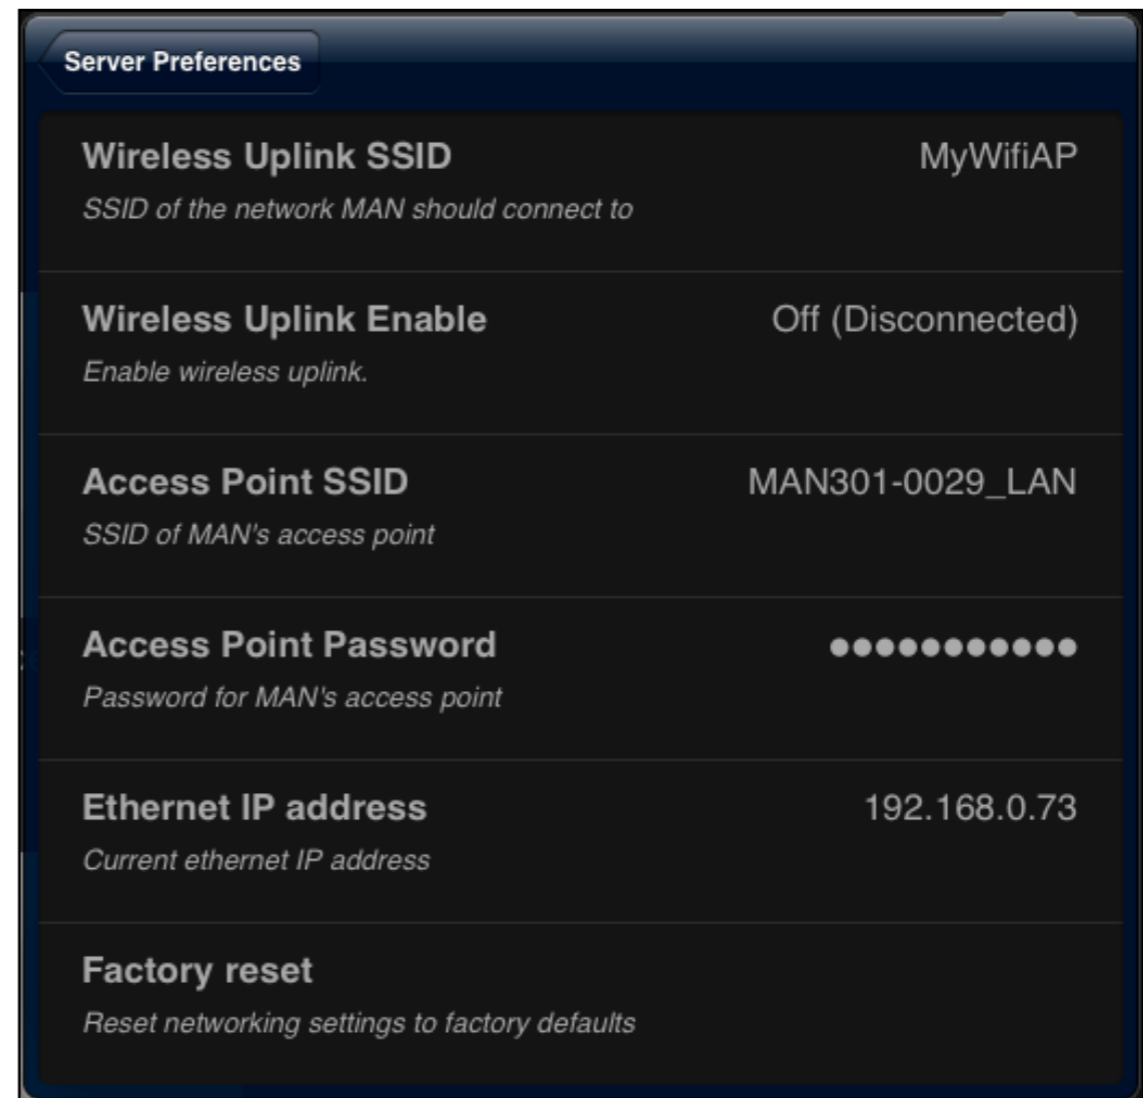 Server Preferences
Wireless Uplink SSID
MyWifiAP
SSID of the network MAN should connect to
Wireless Uplink Enable
Off (Disconnected)
Enable wireless uplink.
Access Point SSID
MAN301-0029_LAN
SSID of MAN's access point
Access Point Password
●●●●●●●●●●●
Password for MAN's access point
Ethernet IP address
192.168.0.73
Current ethernet IP address
Factory reset
Reset networking settings to factory defaults